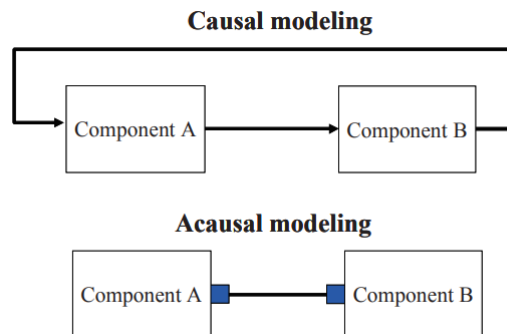 Causal modeling
Component A
Component B
Acausal modeling
Component A
Component B